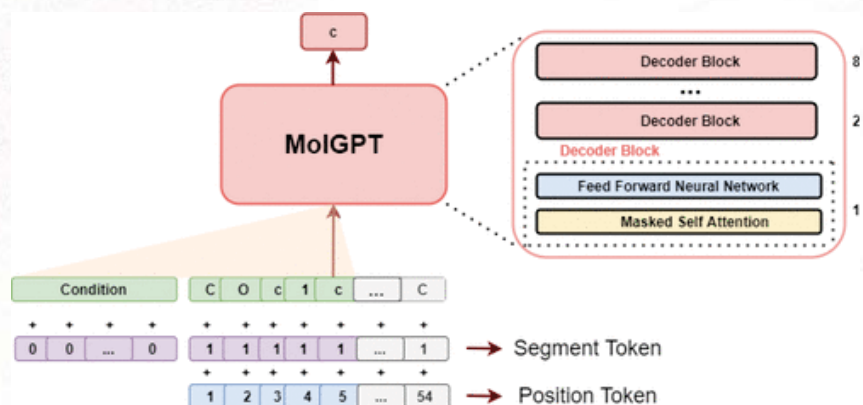 c
MolGPT
Decoder Block 8
...
Decoder Block 2
Decoder Block
Feed Forward Neural Network
Masked Self Attention
1
Condition C O c 1 c ... C
+ + + + + + + + + + +
0 0 ... 0 1 1 1 1 1 ... 1 Segment Token
+ + + + + + +
1 2 3 4 5 ... 54 Position Token